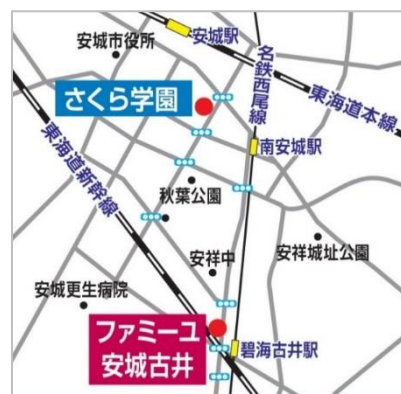 安城駅
安城市役所
さくら学園
名鉄西尾線
東海道本線
南安城駅
東海道新幹線
秋葉公園
安祥中
安祥城址公園
安城更生病院
ファミーユ
安城古井
碧海古井駅